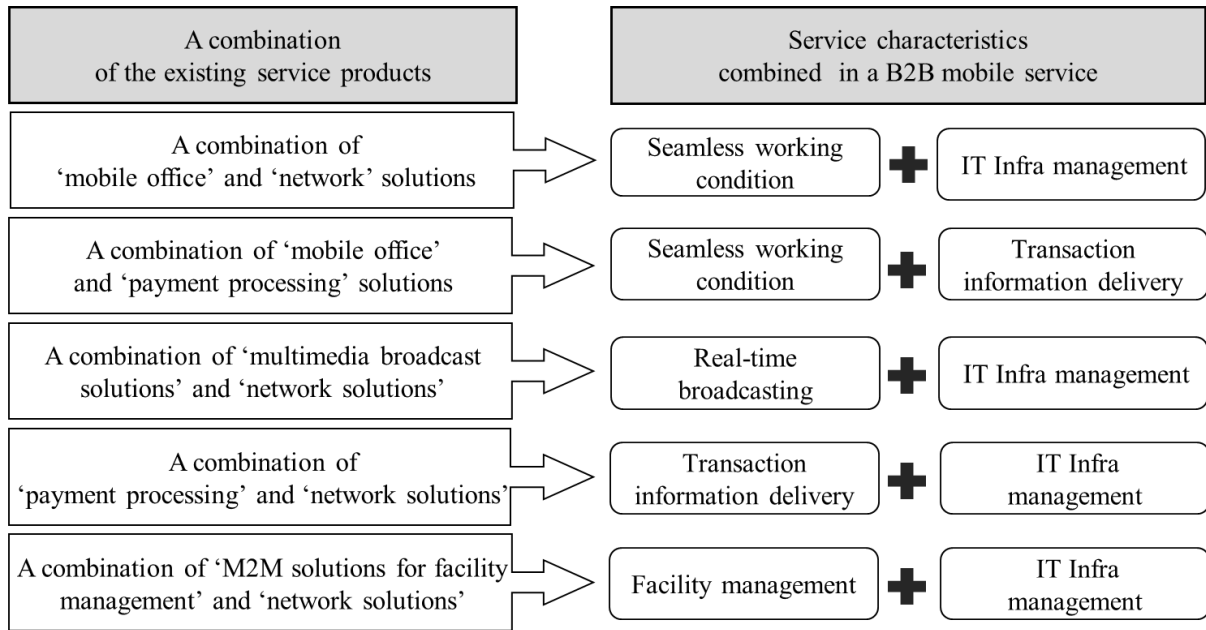 A combination
of the existing service products
Service characteristics
combined in a B2B mobile service
A combination of
‘mobile office’ and ‘network’ solutions
Seamless working
condition
IT Infra management
A combination of ‘mobile office’
and ‘payment processing’ solutions
Seamless working
condition
Transaction
information delivery
A combination of ‘multimedia broadcast
solutions’ and ‘network solutions’
Real-time
broadcasting
IT Infra management
A combination of
‘payment processing’ and ‘network solutions’
Transaction
information delivery
IT Infra
management
A combination of ‘M2M solutions for facility
management’ and ‘network solutions’
Facility management
IT Infra
management